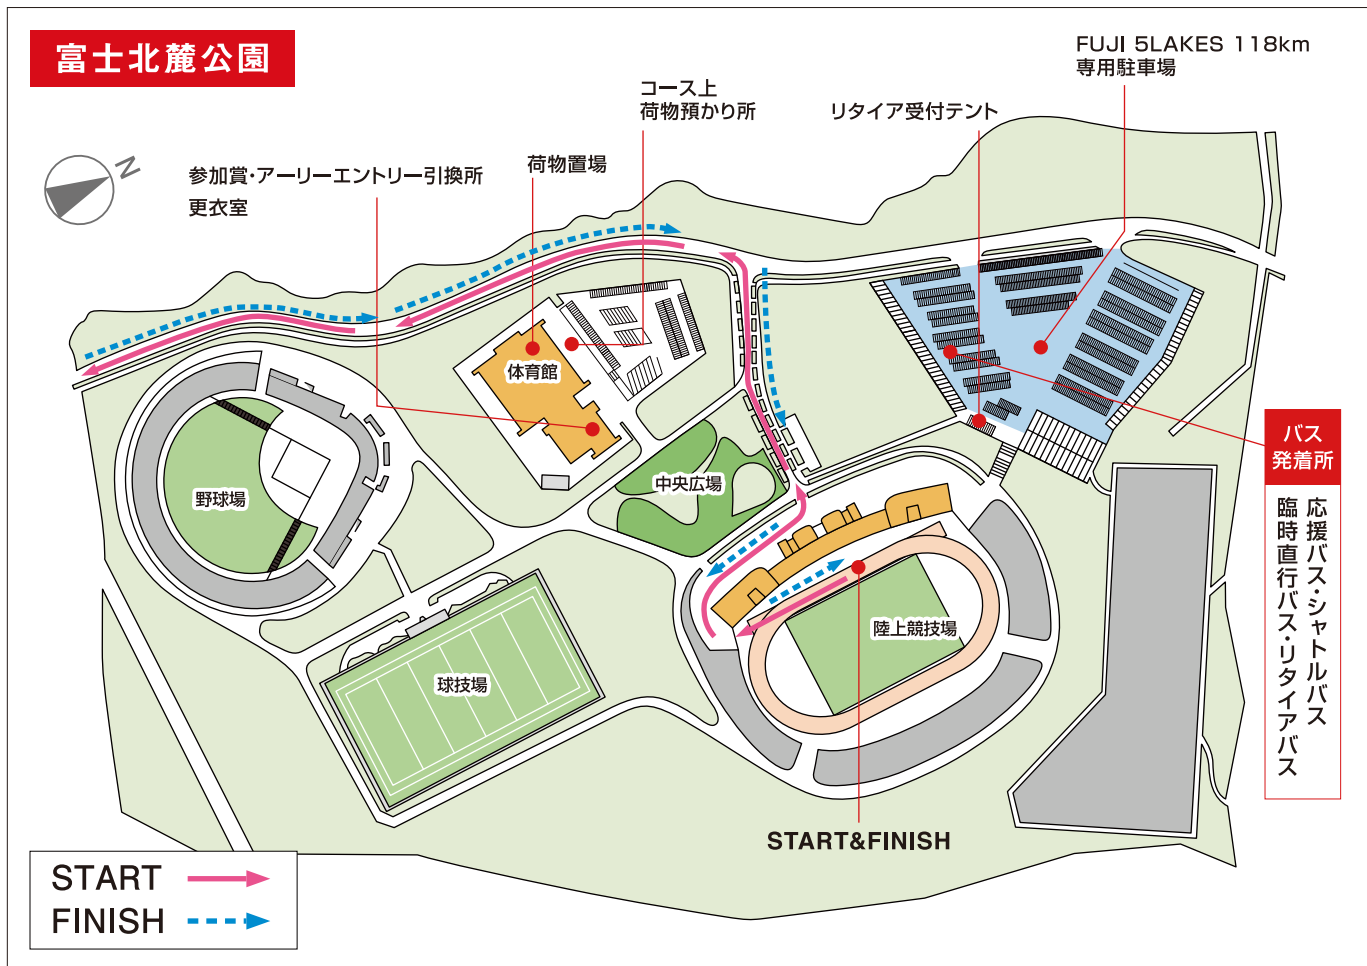 富士北麓公園
N
FUJI 5LAKES 118km
専用駐車場
コース上
荷物預かり所
リタイア受付テント
荷物置場
参加賞・アーリーエントリー引換所
更衣室
体育館
中央広場
野球場
球技場
陸上競技場
バス
発着所
応援バス・シャトルバス
臨時直行バス・リタイアバス
START&FINISH
START
FINISH